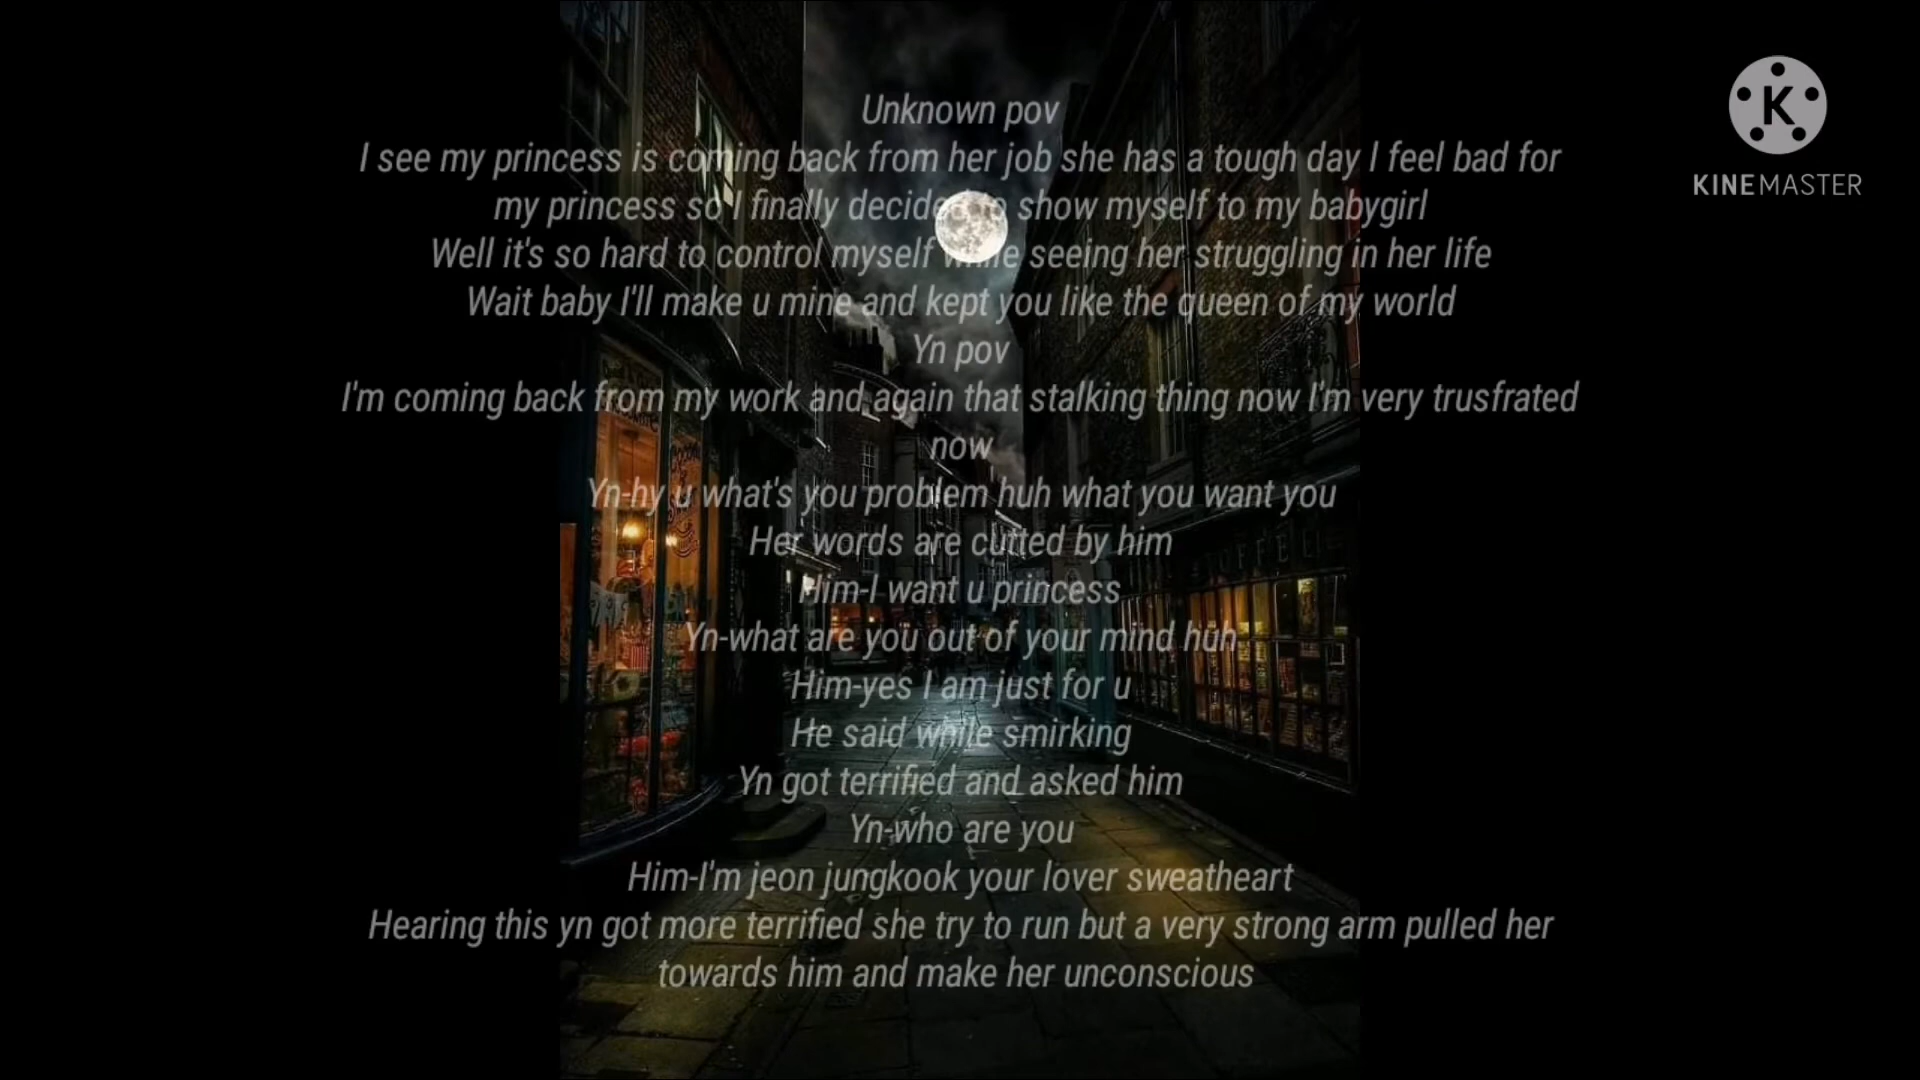 Unknown pov
I see my princess is coming back from her job she has a tough day I feel bad for
my princess so I finally decided to show myself to my babygirl
Well it's so hard to control myself while seeing her struggling in her life
Wait baby I'll make u mine and kept you like the queen of my world
Yn pov
I'm coming back from my work and again that stalking thing now I'm very trusfrated
now
Yn-hy u what's you problem huh what you want you
Her words are cutted by him
Him-I want u princess
Yn-what are you out of your mind huh
Him-yes I am just for u
He said while smirking
Yn got terrified and asked him
Yn-who are you
Him-I'm jeon jungkook your lover sweatheart
Hearing this yn got more terrified she try to run but a very strong arm pulled her
towards him and make her unconscious
K
KINEMASTER